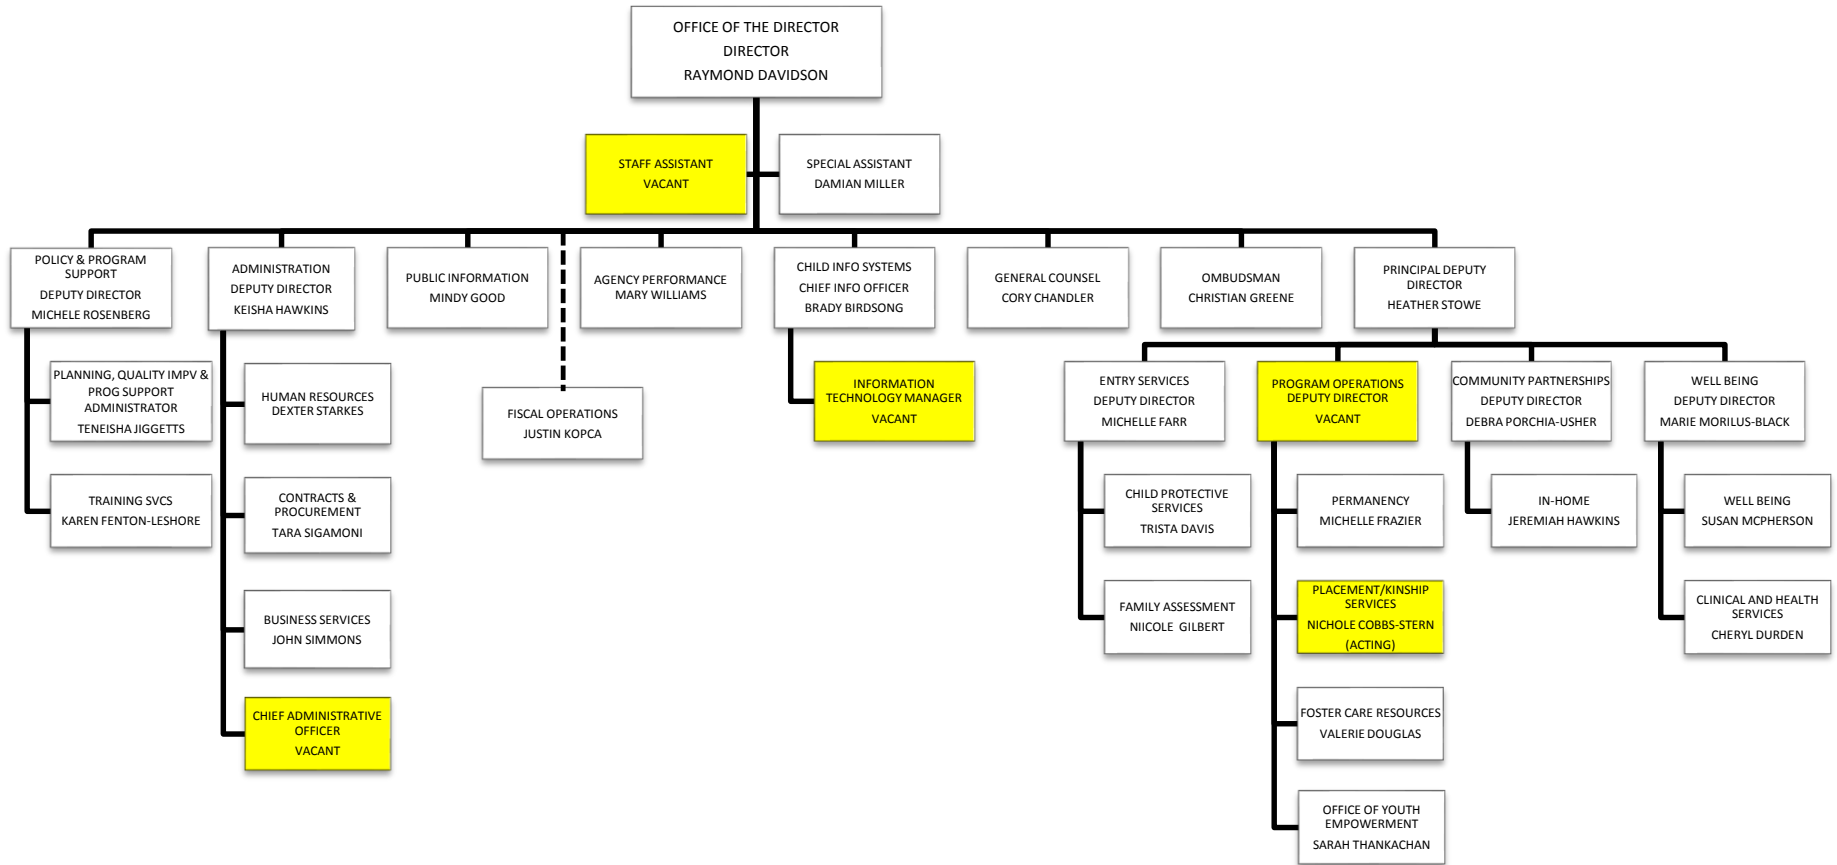 OFFICE OF THE DIRECTOR
DIRECTOR
RAYMOND DAVIDSON
STAFF ASSISTANT
VACANT
SPECIAL ASSISTANT
DAMIAN MILLER
POLICY & PROGRAM
SUPPORT
DEPUTY DIRECTOR
MICHELE ROSENBERG
ADMINISTRATION
DEPUTY DIRECTOR
KEISHA HAWKINS
PUBLIC INFORMATION
MINDY GOOD
AGENCY PERFORMANCE
MARY WILLIAMS
CHILD INFO SYSTEMS
CHIEF INFO OFFICER
BRADY BIRDSONG
GENERAL COUNSEL
CORY CHANDLER
OMBUDSMAN
CHRISTIAN GREENE
PRINCIPAL DEPUTY
DIRECTOR
HEATHER STOWE
PLANNING, QUALITY IMPV &
PROG SUPPORT
ADMINISTRATOR
TENEISHA JIGGETTS
TRAINING SVCS
KAREN FENTON-LESHORE
HUMAN RESOURCES
DEXTER STARKES
CONTRACTS &
PROCUREMENT
TARA SIGAMONI
BUSINESS SERVICES
JOHN SIMMONS
CHIEF ADMINISTRATIVE
OFFICER
VACANT
FISCAL OPERATIONS
JUSTIN KOPCA
INFORMATION
TECHNOLOGY MANAGER
VACANT
ENTRY SERVICES
DEPUTY DIRECTOR
MICHELLE FARR
CHILD PROTECTIVE
SERVICES
TRISTA DAVIS
FAMILY ASSESSMENT
NIICOLE GILBERT
PROGRAM OPERATIONS
DEPUTY DIRECTOR
VACANT
PERMANENCY
MICHELLE FRAZIER
PLACEMENT/KINSHIP
SERVICES
NICHOLE COBBS-STERN
(ACTING)
FOSTER CARE RESOURCES
VALERIE DOUGLAS
OFFICE OF YOUTH
EMPOWERMENT
SARAH THANKACHAN
COMMUNITY PARTNERSHIPS
DEPUTY DIRECTOR
DEBRA PORCHIA-USHER
IN-HOME
JEREMIAH HAWKINS
WELL BEING
DEPUTY DIRECTOR
MARIE MORILUS-BLACK
WELL BEING
SUSAN MCPHERSON
CLINICAL AND HEALTH
SERVICES
CHERYL DURDEN